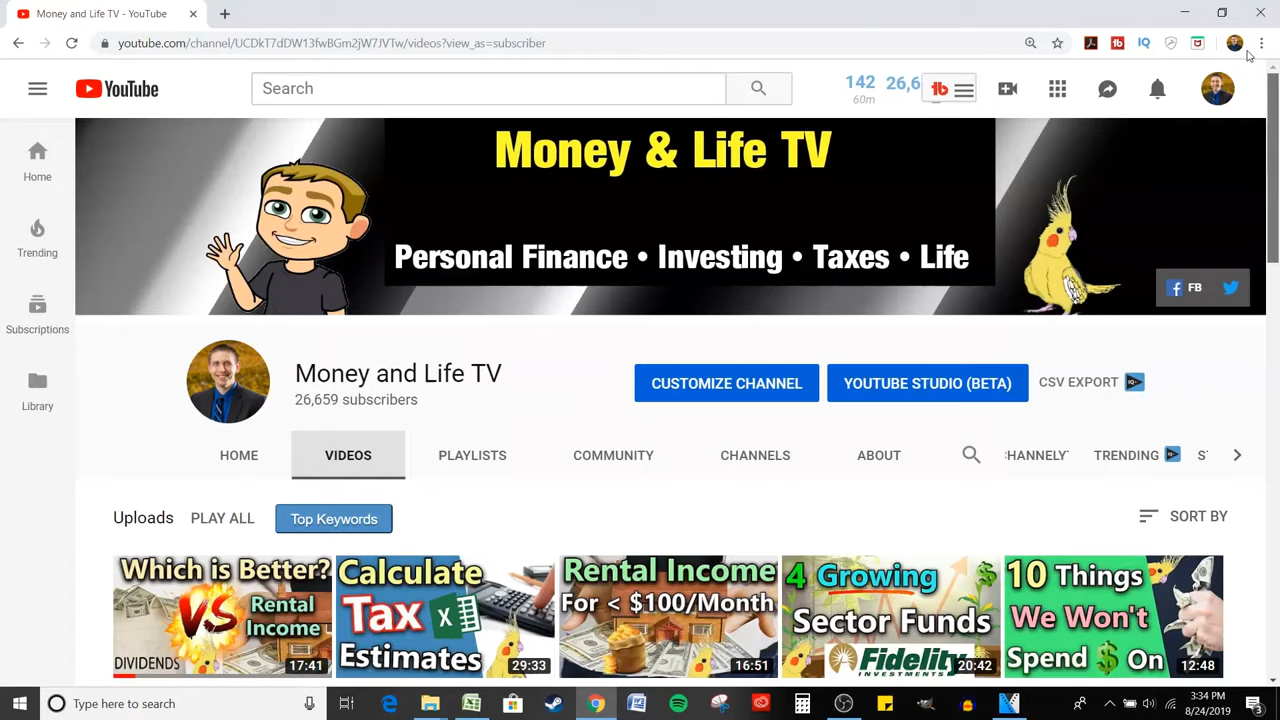 Money and Life TV - YouTube
youtube.com/channel/UCDkT7dDW13fwBGm2jW7JVTw/videos?view_as=subscriber
YouTube
Search
142 26,6
60m
Home
Trending
Subscriptions
Library
Money & Life TV
Personal Finance • Investing • Taxes • Life
FB
Money and Life TV
26,659 subscribers
CUSTOMIZE CHANNEL
YOUTUBE STUDIO (BETA)
CSV EXPORT
HOME VIDEOS PLAYLISTS COMMUNITY CHANNELS ABOUT TRENDING
Uploads PLAY ALL Top Keywords SORT BY
Which is Better?
VS Rental
Income
DIVIDENDS 17:41
Calculate
Tax
Estimates 29:33
Rental Income
For < $100/Month
16:51
4 Growing
Sector Funds
Fidelity
INVESTMENTS 20:42
10 Things
We Won't
Spend $ On 12:48
Type here to search
3:34 PM
8/24/2019
3